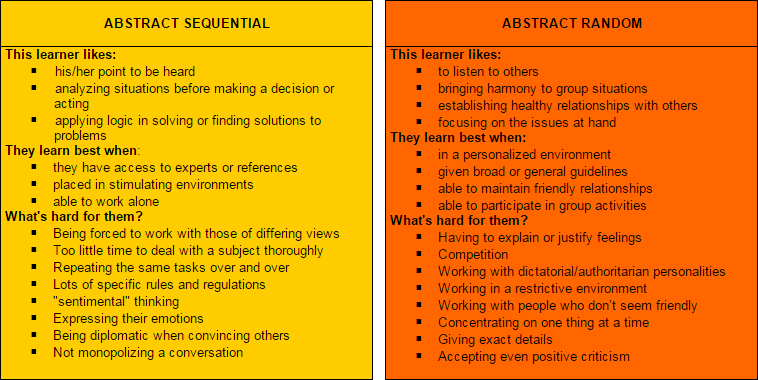 ABSTRACT SEQUENTIAL
This learner likes:
▪ his/her point to be heard
▪ analyzing situations before making a decision or
acting
▪ applying logic in solving or finding solutions to
problems
They learn best when:
▪ they have access to experts or references
▪ placed in stimulating environments
▪ able to work alone
What's hard for them?
▪ Being forced to work with those of differing views
▪ Too little time to deal with a subject thoroughly
▪ Repeating the same tasks over and over
▪ Lots of specific rules and regulations
▪ "sentimental" thinking
▪ Expressing their emotions
▪ Being diplomatic when convincing others
▪ Not monopolizing a conversation
ABSTRACT RANDOM
This learner likes:
▪ to listen to others
▪ bringing harmony to group situations
▪ establishing healthy relationships with others
▪ focusing on the issues at hand
They learn best when:
▪ in a personalized environment
▪ given broad or general guidelines
▪ able to maintain friendly relationships
▪ able to participate in group activities
What's hard for them?
▪ Having to explain or justify feelings
▪ Competition
▪ Working with dictatorial/authoritarian personalities
▪ Working in a restrictive environment
▪ Working with people who don’t seem friendly
▪ Concentrating on one thing at a time
▪ Giving exact details
▪ Accepting even positive criticism